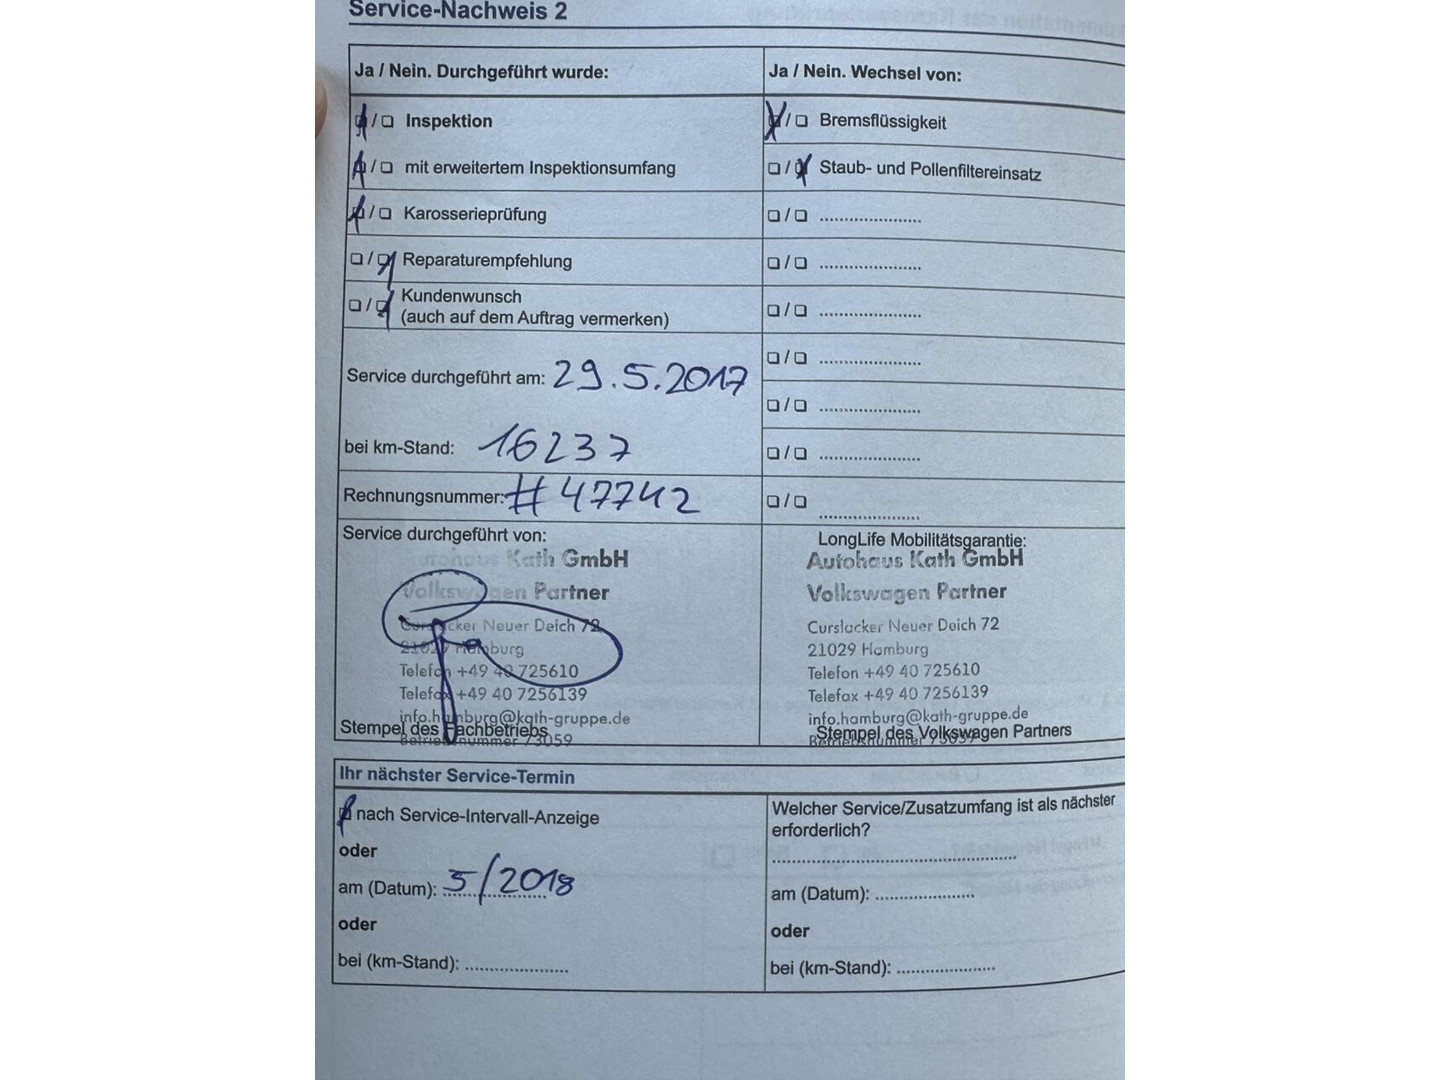 Service-Nachweis 2
Ja / Nein. Durchgeführt wurde:
Inspektion
mit erweitertem Inspektionsumfang
Karosserieprüfung
Reparaturempfehlung
Kundenwunsch
(auch auf dem Auftrag vermerken)
Service durchgeführt am: 29.5.2017
bei km-Stand: 16237
Rechnungsnummer: #47742
Service durchgeführt von:
Autohaus Kath GmbH
Volkswagen Partner
Curslacker Neuer Deich 72
21029 Hamburg
Telefon +49 40 725610
Telefax +49 40 7256139
info.hamburg@kath-gruppe.de
Stempel des Fachbetriebs
Betriebsnummer 73059
Ja / Nein. Wechsel von:
Bremsflüssigkeit
Staub- und Pollenfiltereinsatz
LongLife Mobilitätsgarantie:
Autohaus Kath GmbH
Volkswagen Partner
Curslacker Neuer Deich 72
21029 Hamburg
Telefon +49 40 725610
Telefax +49 40 7256139
info.hamburg@kath-gruppe.de
Stempel des Volkswagen Partners
Betriebsnummer 73059
Ihr nächster Service-Termin
nach Service-Intervall-Anzeige
oder
am (Datum): 5/2018
oder
bei (km-Stand):
Welcher Service/Zusatzumfang ist als nächster
erforderlich?
am (Datum):
oder
bei (km-Stand):